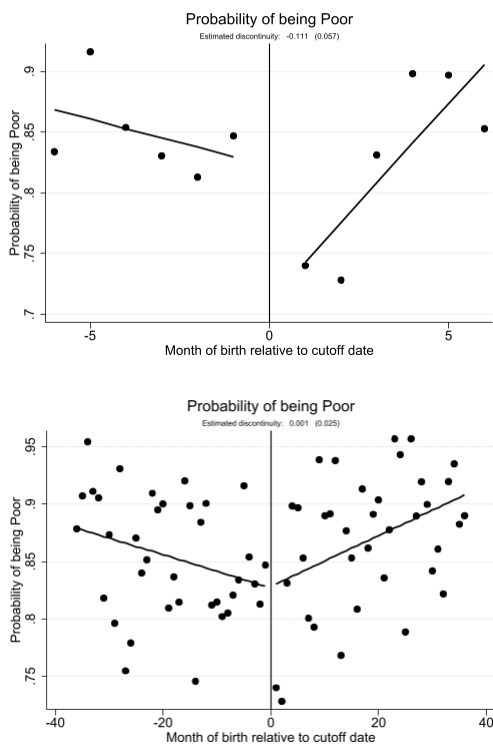 Probability of being Poor
Estimated discontinuity: -0.111 (0.057)
Probability of being Poor
.9
.85
.8
.75
.7
-5
0
5
Month of birth relative to cutoff date
Probability of being Poor
Estimated discontinuity: 0.001 (0.025)
Probability of being Poor
.95
.9
.85
.8
.75
-40
-20
0
20
40
Month of birth relative to cutoff date